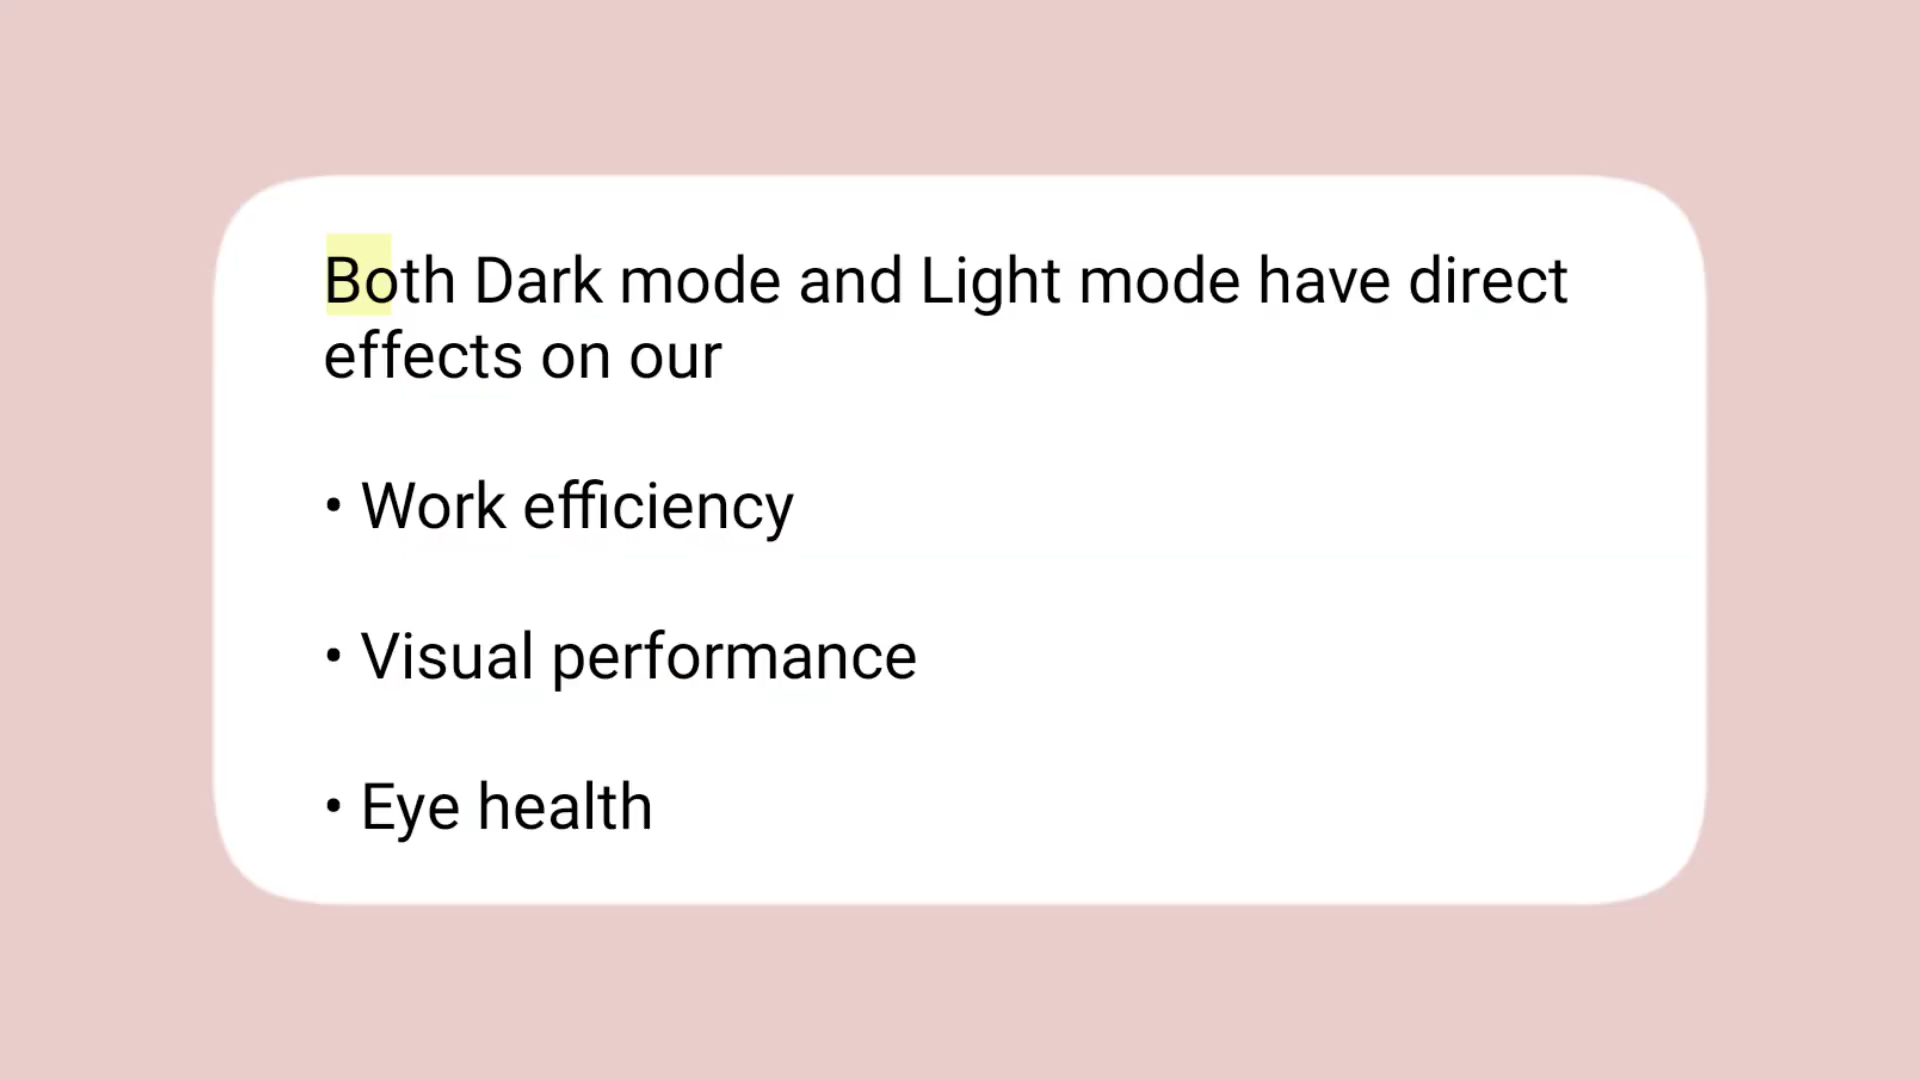 Both Dark mode and Light mode have direct
effects on our
• Work efficiency
• Visual performance
• Eye health